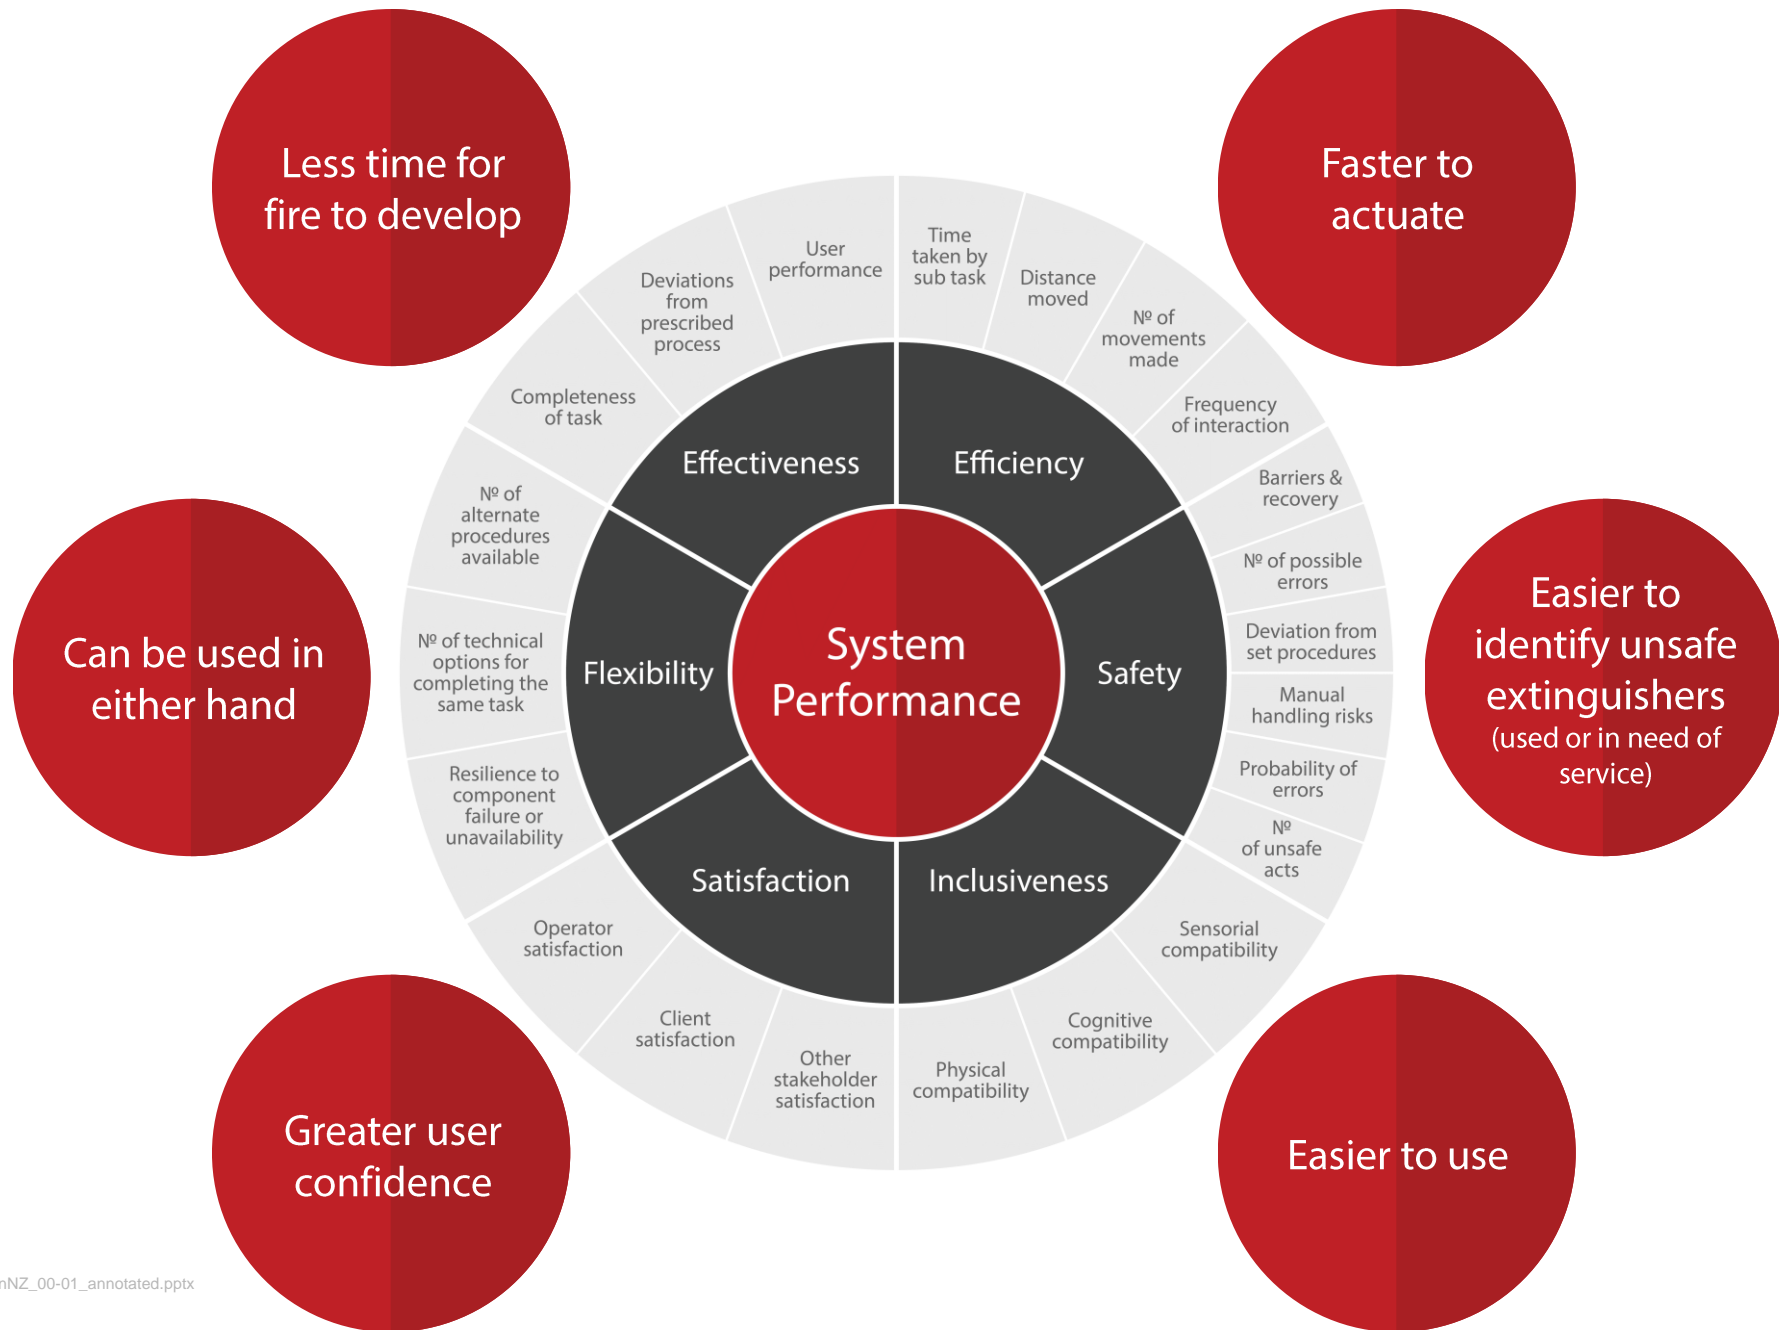 Less time for
fire to develop
Faster to
actuate
User
performance
Time
taken by
sub task
Deviations
from
prescribed
process
Distance
moved
Nº of
movements
made
Completeness
of task
Frequency
of interaction
Effectiveness
Efficiency
Barriers &
recovery
Nº of
alternate
procedures
available
Nº of possible
errors
Can be used in
either hand
Nº of technical
options for
completing the
same task
Flexibility
System
Performance
Safety
Deviation from
set procedures
Manual
handling risks
Easier to
identify unsafe
extinguishers
(used or in need of
service)
Resilience to
component
failure or
unavailability
Probability of
errors
Nº
of unsafe
acts
Satisfaction
Inclusiveness
Operator
satisfaction
Sensorial
compatibility
Client
satisfaction
Cognitive
compatibility
Other
stakeholder
satisfaction
Physical
compatibility
Greater user
confidence
Easier to use
nNZ_00-01_annotated.pptx